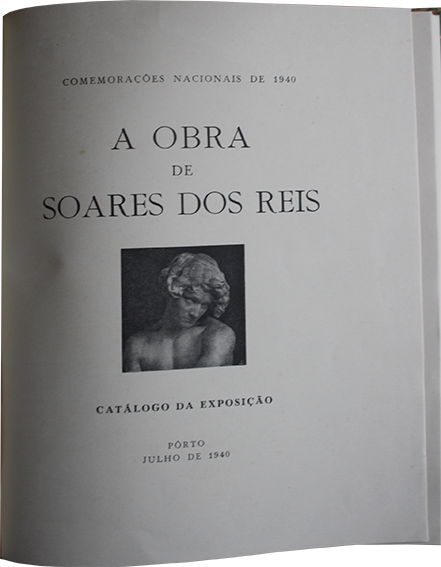 COMEMORAÇÕES NACIONAIS DE 1940
A OBRA
DE
SOARES DOS REIS
CATÁLOGO DA EXPOSIÇÃO
PÔRTO
JULHO DE 1940